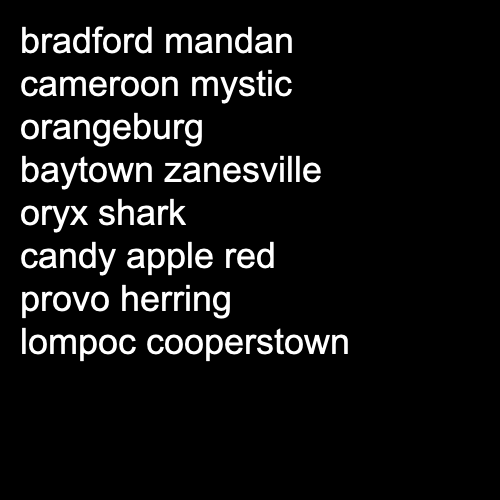 bradford mandan
cameroon mystic
orangeburg
baytown zanesville
oryx shark
candy apple red
provo herring
lompoc cooperstown